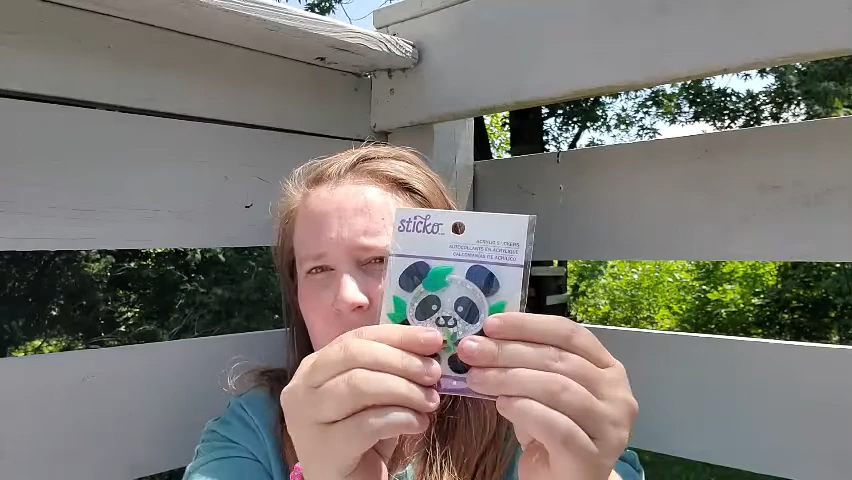 sticko
ACRYLIC STICKERS
AUTOCOLLANTS EN ACRYLIQUE
CALCOMANÍAS DE ACRÍLICO